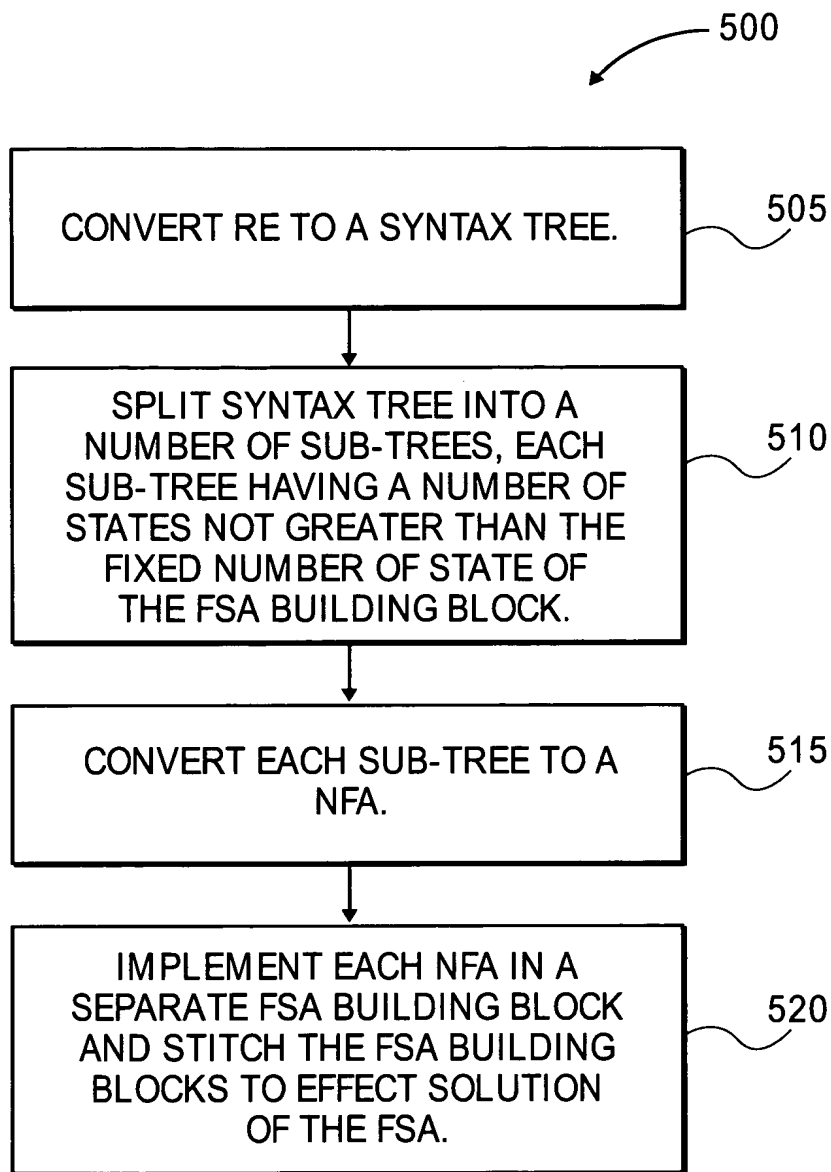 500
CONVERT RE TO A SYNTAX TREE.
505
SPLIT SYNTAX TREE INTO A
NUMBER OF SUB-TREES, EACH
SUB-TREE HAVING A NUMBER OF
STATES NOT GREATER THAN THE
FIXED NUMBER OF STATE OF
THE FSA BUILDING BLOCK.
510
CONVERT EACH SUB-TREE TO A
NFA.
515
IMPLEMENT EACH NFA IN A
SEPARATE FSA BUILDING BLOCK
AND STITCH THE FSA BUILDING
BLOCKS TO EFFECT SOLUTION
OF THE FSA.
520